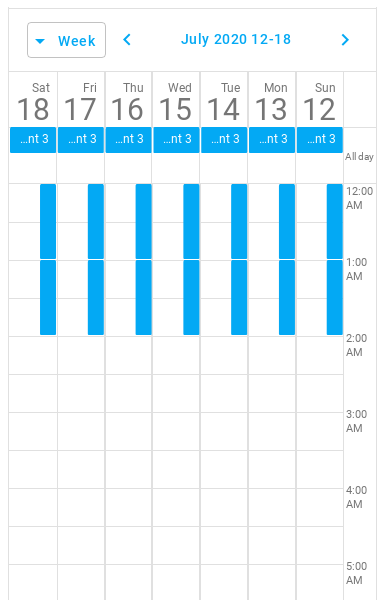 Week
July 2020 12-18
Sat Fri Thu Wed Tue Mon Sun
18 17 16 15 14 13 12
...nt 3 ...nt 3 ...nt 3 ...nt 3 ...nt 3 ...nt 3 ...nt 3
All day
12:00
AM
1:00
AM
2:00
AM
3:00
AM
4:00
AM
5:00
AM